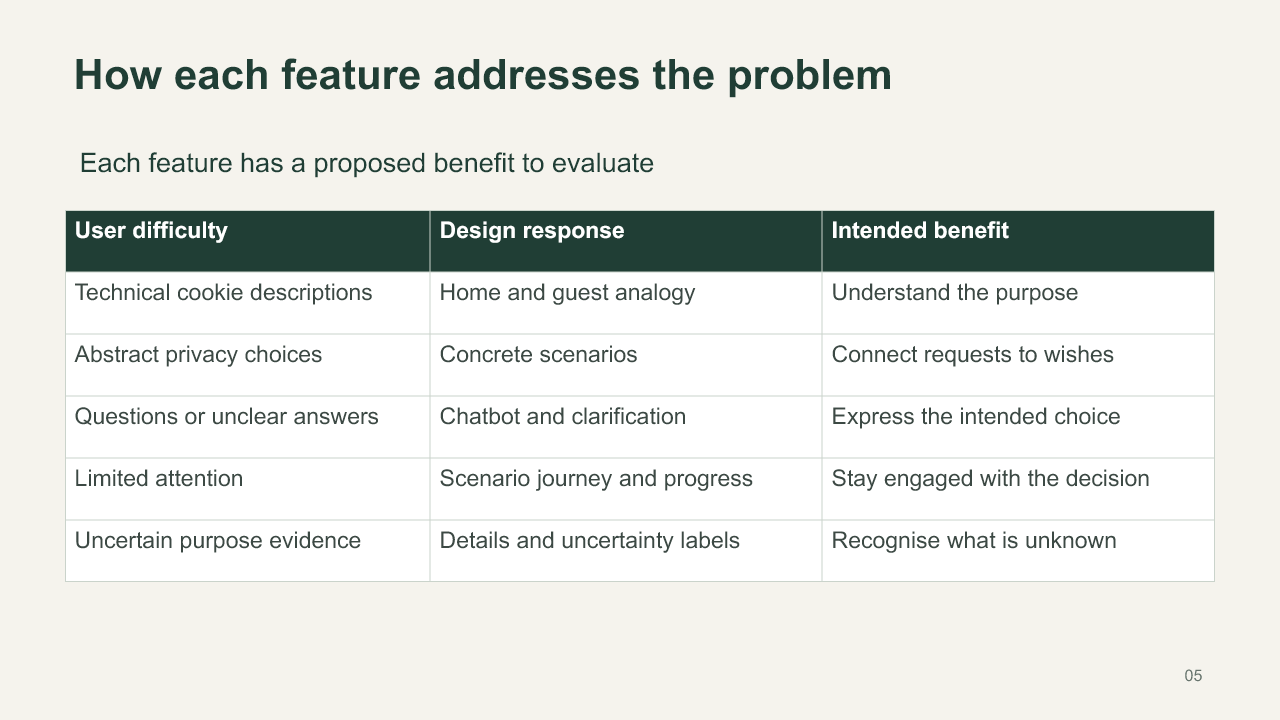 How each feature addresses the problem
Each feature has a proposed benefit to evaluate
User difficulty Design response Intended benefit
Technical cookie descriptions Home and guest analogy Understand the purpose
Abstract privacy choices Concrete scenarios Connect requests to wishes
Questions or unclear answers Chatbot and clarification Express the intended choice
Limited attention Scenario journey and progress Stay engaged with the decision
Uncertain purpose evidence Details and uncertainty labels Recognise what is unknown
05